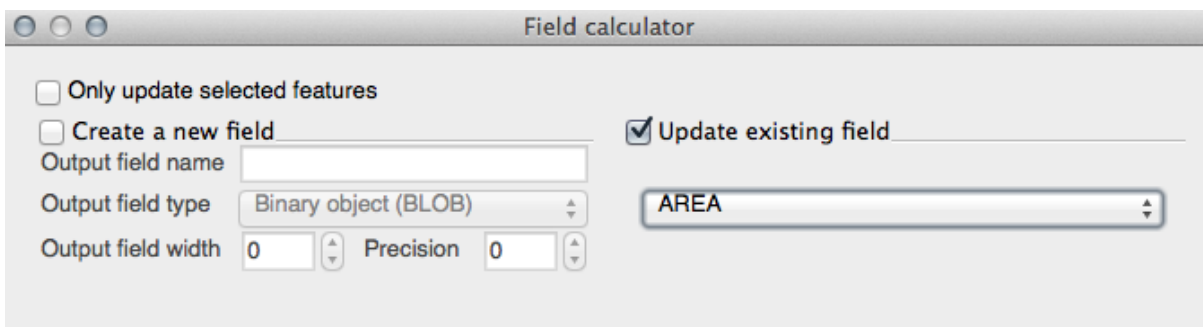 Field calculator
Only update selected features
Create a new field
Update existing field
Output field name
Output field type Binary object (BLOB)
AREA
Output field width 0 Precision 0